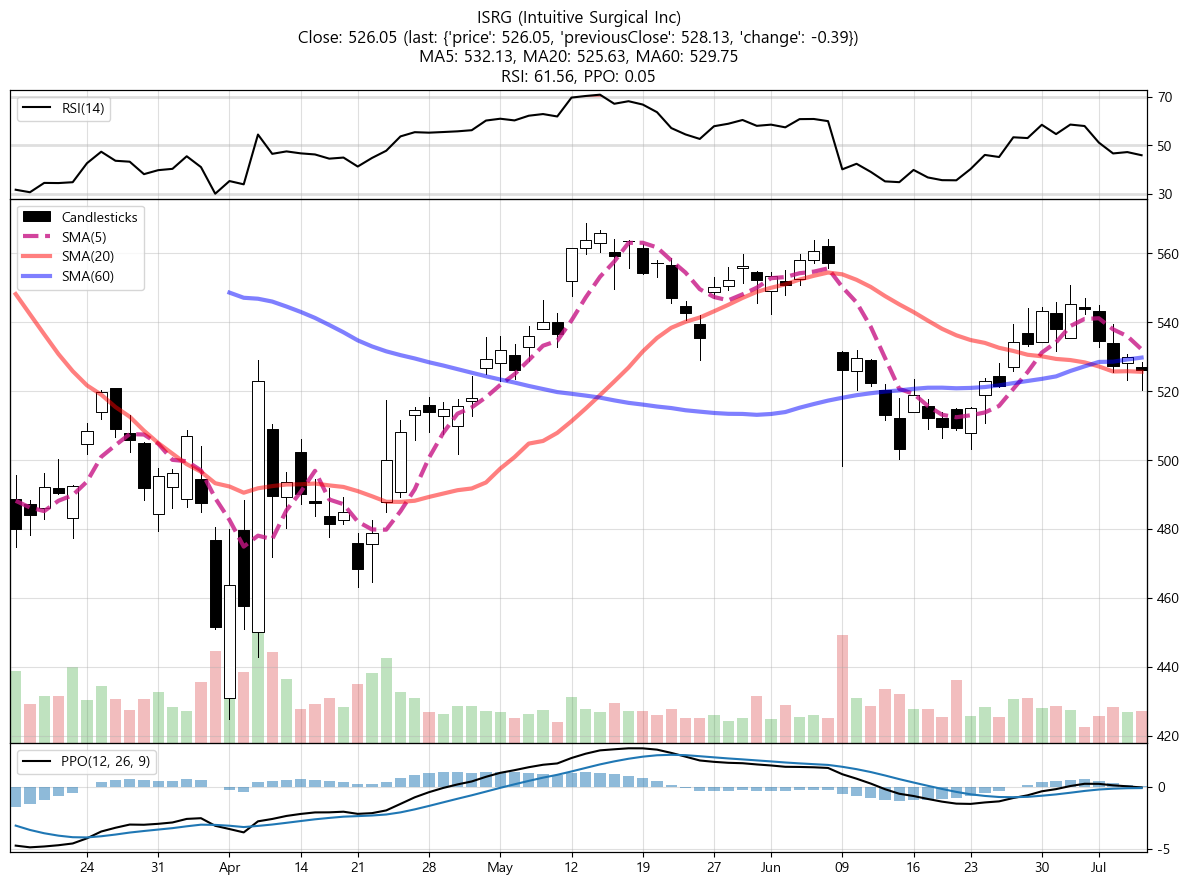 ISRG (Intuitive Surgical Inc)
Close: 526.05 (last: {'price': 526.05, 'previousClose': 528.13, 'change': -0.39})
MA5: 532.13, MA20: 525.63, MA60: 529.75
RSI: 61.56, PPO: 0.05
RSI(14)
70
50
30
Candlesticks
SMA(5)
SMA(20)
SMA(60)
560
540
520
500
480
460
440
420
PPO(12, 26, 9)
0
-5
24 31 Apr 14 21 28 May 12 19 27 Jun 09 16 23 30 Jul